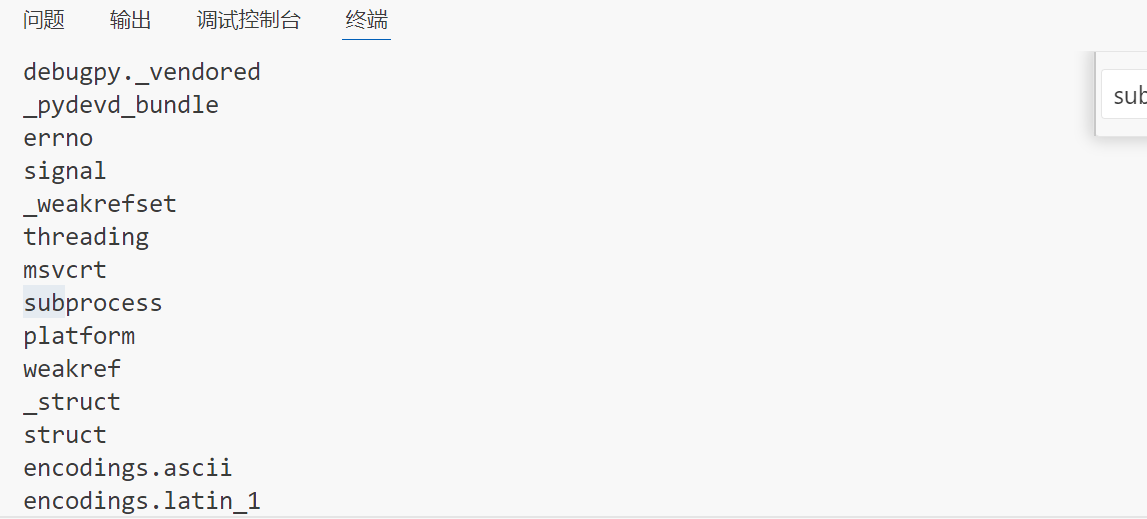 问题 输出 调试控制台 终端
debugpy._vendored
_pydevd_bundle
errno
signal
_weakrefset
threading
msvcrt
subprocess
platform
weakref
_struct
struct
encodings.ascii
encodings.latin_1
sub